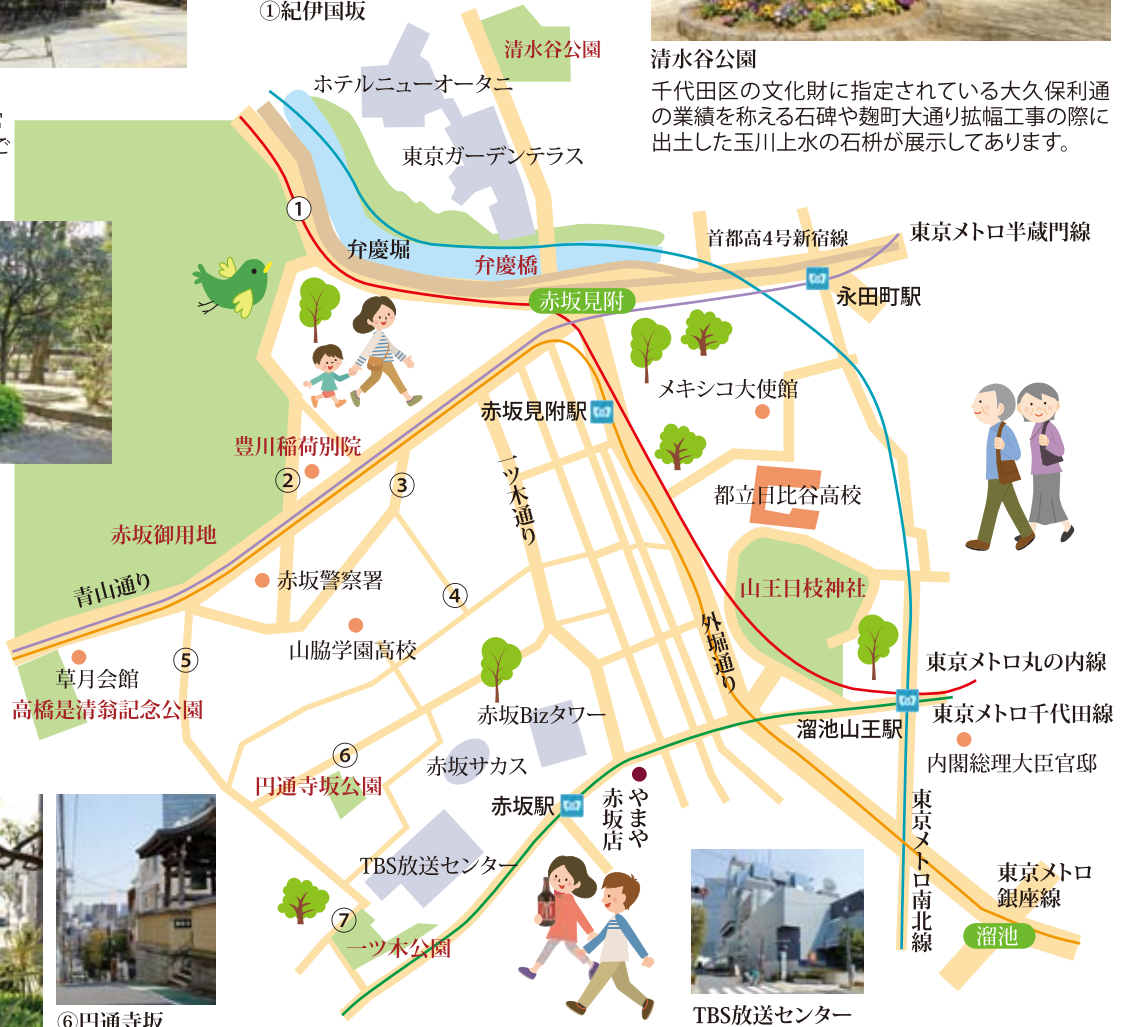 ①紀伊国坂
清水谷公園
千代田区の文化財に指定されている大久保利通
の業績を称える石碑や麹町大通り拡幅工事の際に
出土した玉川上水の石枡が展示してあります。
清水谷公園
ホテルニューオータニ
東京ガーデンテラス
①
弁慶堀
弁慶橋
首都高4号新宿線
東京メトロ半蔵門線
赤坂見附
永田町駅
メキシコ大使館
赤坂見附駅
豊川稲荷別院
②
③
一ツ木通り
都立日比谷高校
赤坂御用地
青山通り
赤坂警察署
④
山王日枝神社
山脇学園高校
外堀通り
⑤
草月会館
高橋是清翁記念公園
東京メトロ丸の内線
東京メトロ千代田線
溜池山王駅
内閣総理大臣官邸
赤坂Bizタワー
⑥
赤坂サカス
円通寺坂公園
赤坂駅
やまや
赤坂店
東京メトロ南北線
TBS放送センター
東京メトロ
銀座線
⑦
一ツ木公園
溜池
⑥円通寺坂
TBS放送センター